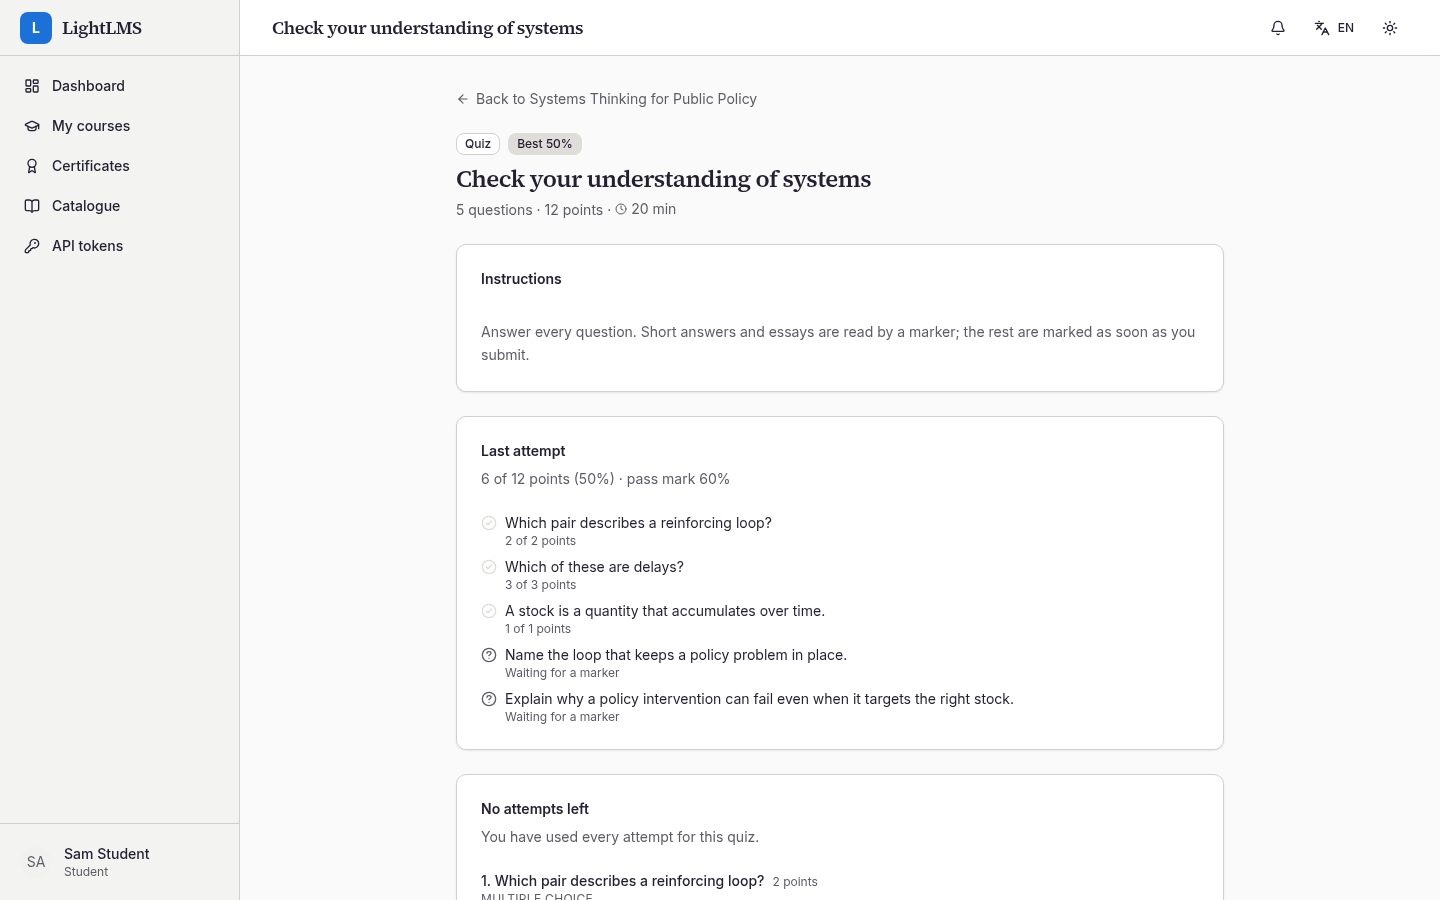 L LightLMS
Check your understanding of systems
EN
Dashboard
My courses
Certificates
Catalogue
API tokens
Back to Systems Thinking for Public Policy
Quiz Best 50%
Check your understanding of systems
5 questions · 12 points · 20 min
Instructions
Answer every question. Short answers and essays are read by a marker; the rest are marked as soon as you
submit.
Last attempt
6 of 12 points (50%) · pass mark 60%
Which pair describes a reinforcing loop?
2 of 2 points
Which of these are delays?
3 of 3 points
A stock is a quantity that accumulates over time.
1 of 1 points
Name the loop that keeps a policy problem in place.
Waiting for a marker
Explain why a policy intervention can fail even when it targets the right stock.
Waiting for a marker
No attempts left
You have used every attempt for this quiz.
1. Which pair describes a reinforcing loop? 2 points
MULTIPLE CHOICE
SA
Sam Student
Student